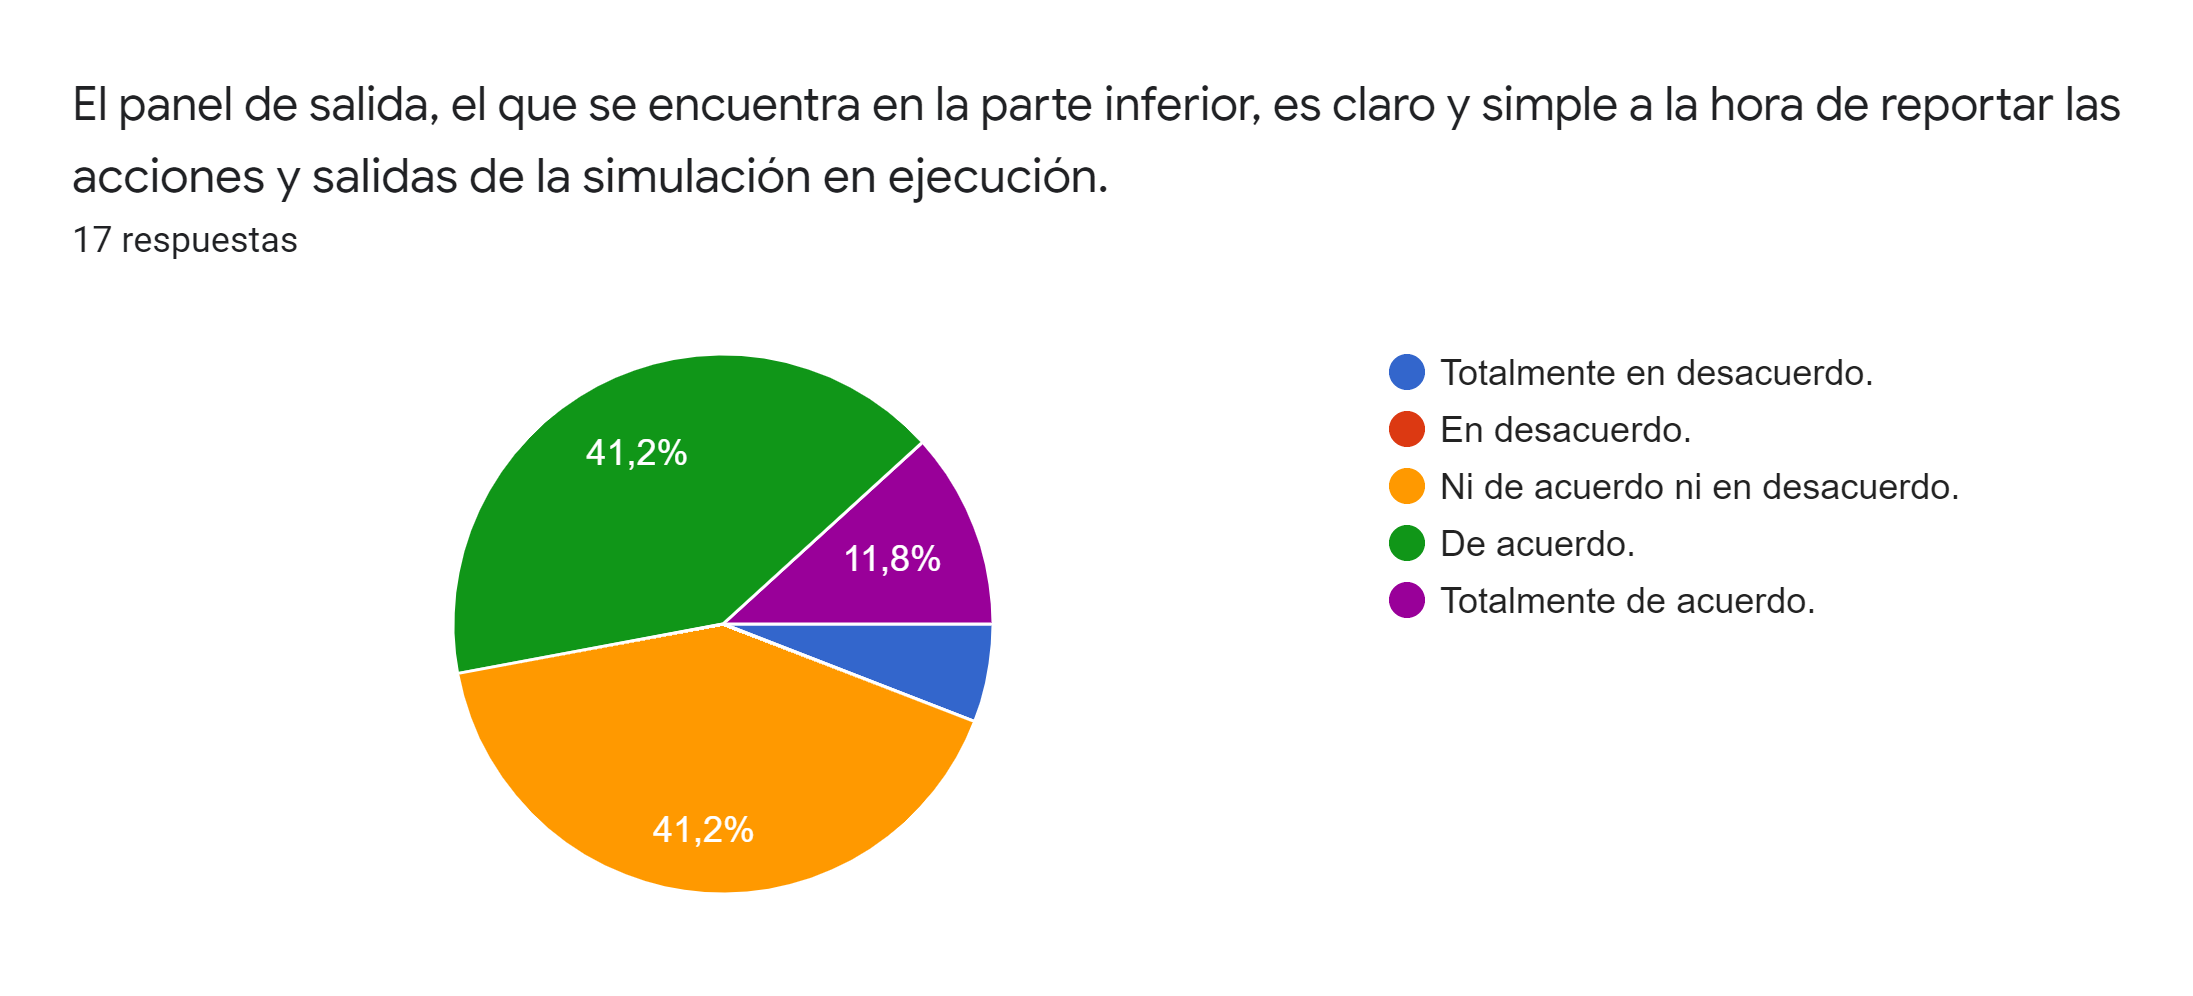 El panel de salida, el que se encuentra en la parte inferior, es claro y simple a la hora de reportar las
acciones y salidas de la simulación en ejecución.
17 respuestas
Totalmente en desacuerdo.
En desacuerdo.
Ni de acuerdo ni en desacuerdo.
De acuerdo.
Totalmente de acuerdo.
41,2%
11,8%
41,2%